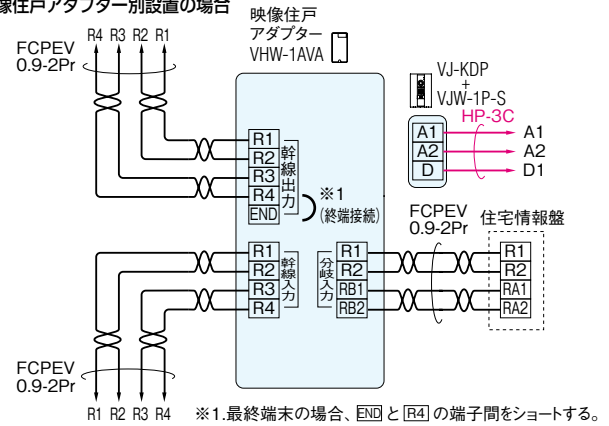 像住戸アダプター別設置の場合
R4 R3 R2 R1
FCPEV
0.9-2Pr
映像住戸
アダプター
VHW-1AVA
VJ-KDP
+
VJW-1P-S
HP-3C
A1 A1
A2 A2
D D1
R1
R2
R3
R4
END
幹線出力
※1
(終端接続)
FCPEV
0.9-2Pr
住宅情報盤
R1
R2
R3
R4
幹線入力
分岐入力
R1
R2
RB1
RB2
R1
R2
RA1
RA2
FCPEV
0.9-2Pr
R1 R2 R3 R4
※1.最終端末の場合、ENDとR4の端子間をショートする。